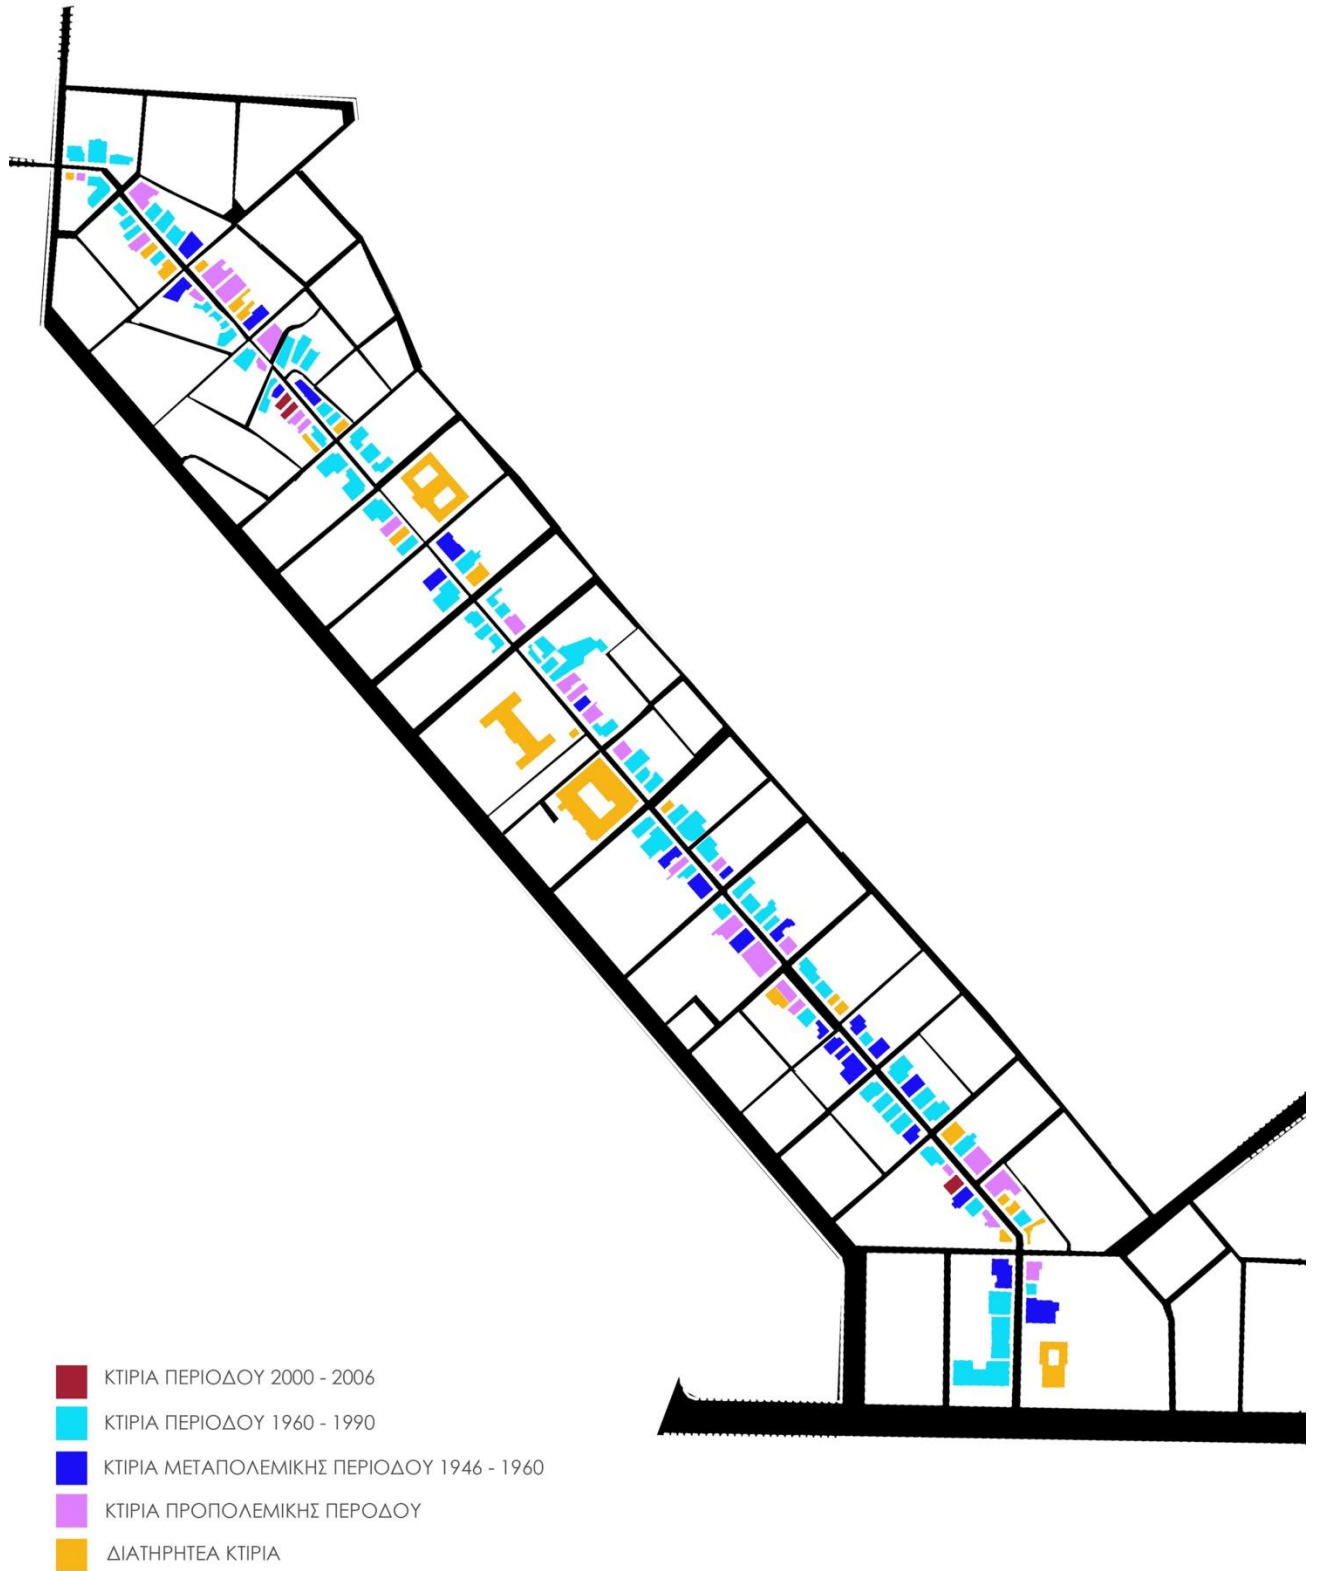 ΚΤΙΡΙΑ ΠΕΡΙΟΔΟΥ 2000 - 2006
ΚΤΙΡΙΑ ΠΕΡΙΟΔΟΥ 1960 - 1990
ΚΤΙΡΙΑ ΜΕΤΑΠΟΛΕΜΙΚΗΣ ΠΕΡΙΟΔΟΥ 1946 - 1960
ΚΤΙΡΙΑ ΠΡΟΠΟΛΕΜΙΚΗΣ ΠΕΡΟΔΟΥ
ΔΙΑΤΗΡΗΤΕΑ ΚΤΙΡΙΑ